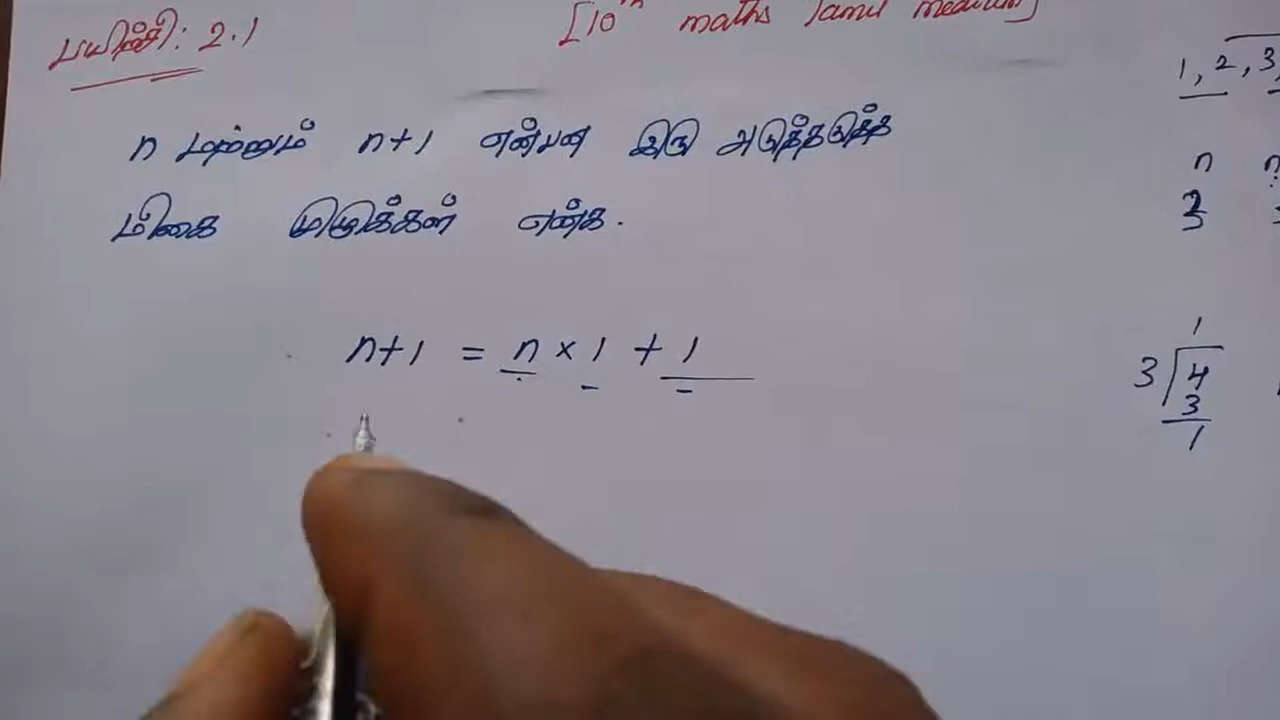 பயிற்சி: 2.1
[10th maths Tamil medium]
n மற்றும் n+1 என்பன இரு அடுத்தடுத்த
மிகை முழுக்கள் என்க.
n+1 = n × 1 + 1
1, 2, 3,
n n
3
1
3 4
3
1